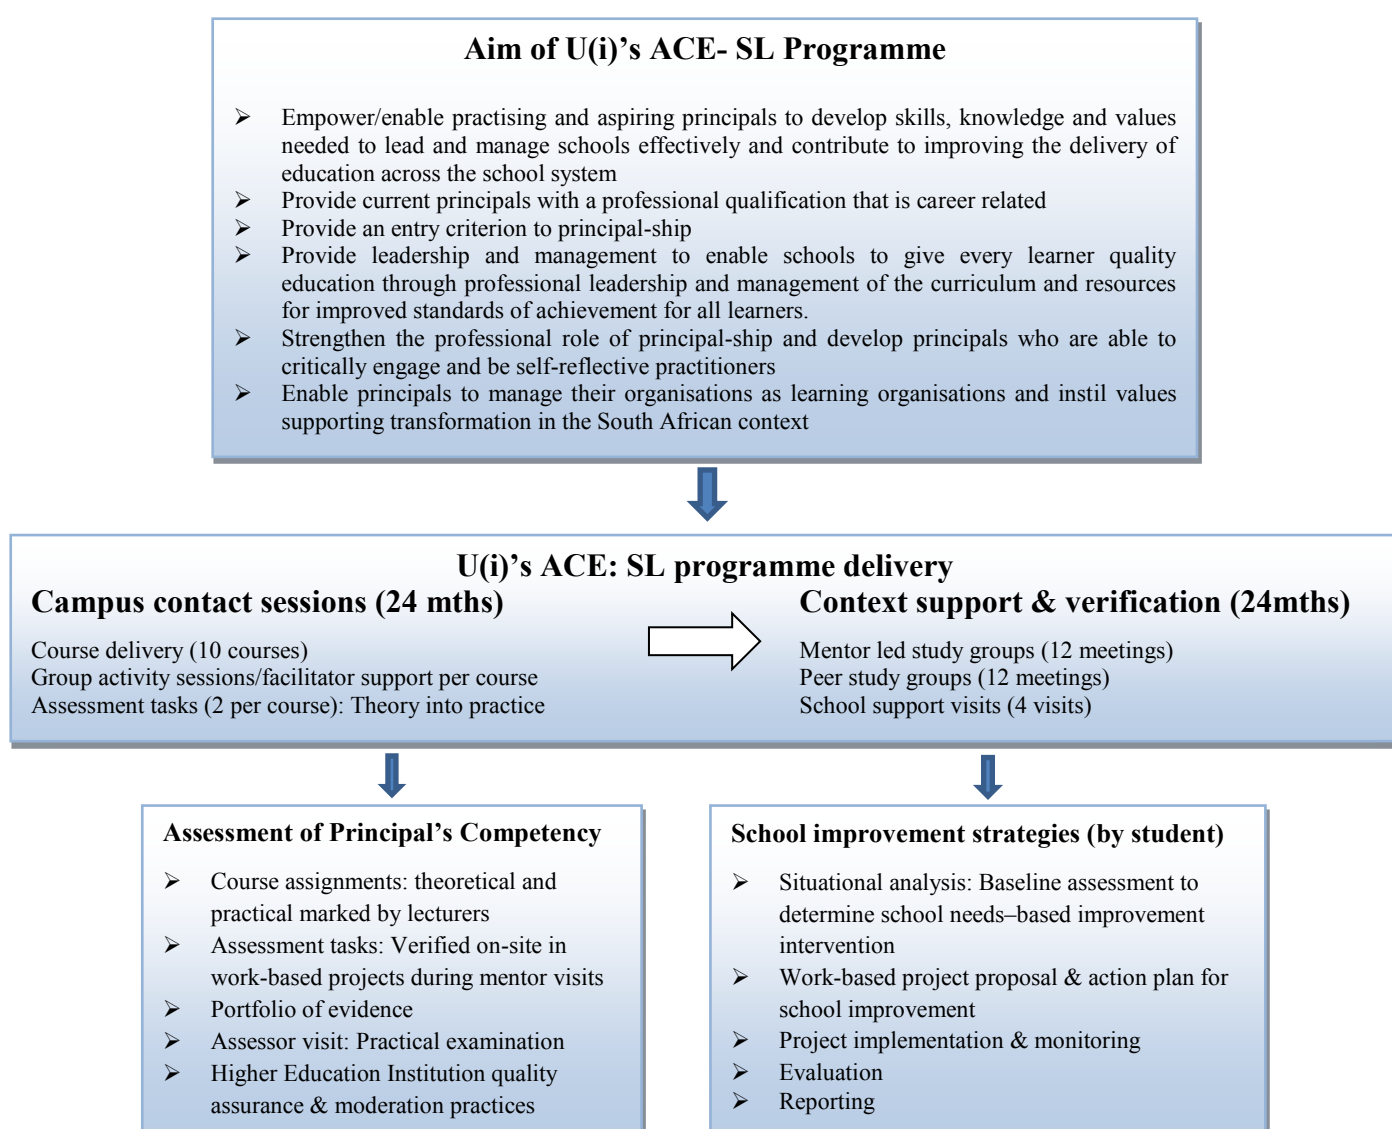 Aim of U(i)’s ACE- SL Programme
➢ Empower/enable practising and aspiring principals to develop skills, knowledge and values
needed to lead and manage schools effectively and contribute to improving the delivery of
education across the school system
➢ Provide current principals with a professional qualification that is career related
➢ Provide an entry criterion to principal-ship
➢ Provide leadership and management to enable schools to give every learner quality
education through professional leadership and management of the curriculum and resources
for improved standards of achievement for all learners.
➢ Strengthen the professional role of principal-ship and develop principals who are able to
critically engage and be self-reflective practitioners
➢ Enable principals to manage their organisations as learning organisations and instil values
supporting transformation in the South African context
U(i)’s ACE: SL programme delivery
Campus contact sessions (24 mths)
Course delivery (10 courses)
Group activity sessions/facilitator support per course
Assessment tasks (2 per course): Theory into practice
Context support & verification (24mths)
Mentor led study groups (12 meetings)
Peer study groups (12 meetings)
School support visits (4 visits)
Assessment of Principal’s Competency
➢ Course assignments: theoretical and
practical marked by lecturers
➢ Assessment tasks: Verified on-site in
work-based projects during mentor visits
➢ Portfolio of evidence
➢ Assessor visit: Practical examination
➢ Higher Education Institution quality
assurance & moderation practices
School improvement strategies (by student)
➢ Situational analysis: Baseline assessment to
determine school needs–based improvement
intervention
➢ Work-based project proposal & action plan for
school improvement
➢ Project implementation & monitoring
➢ Evaluation
➢ Reporting